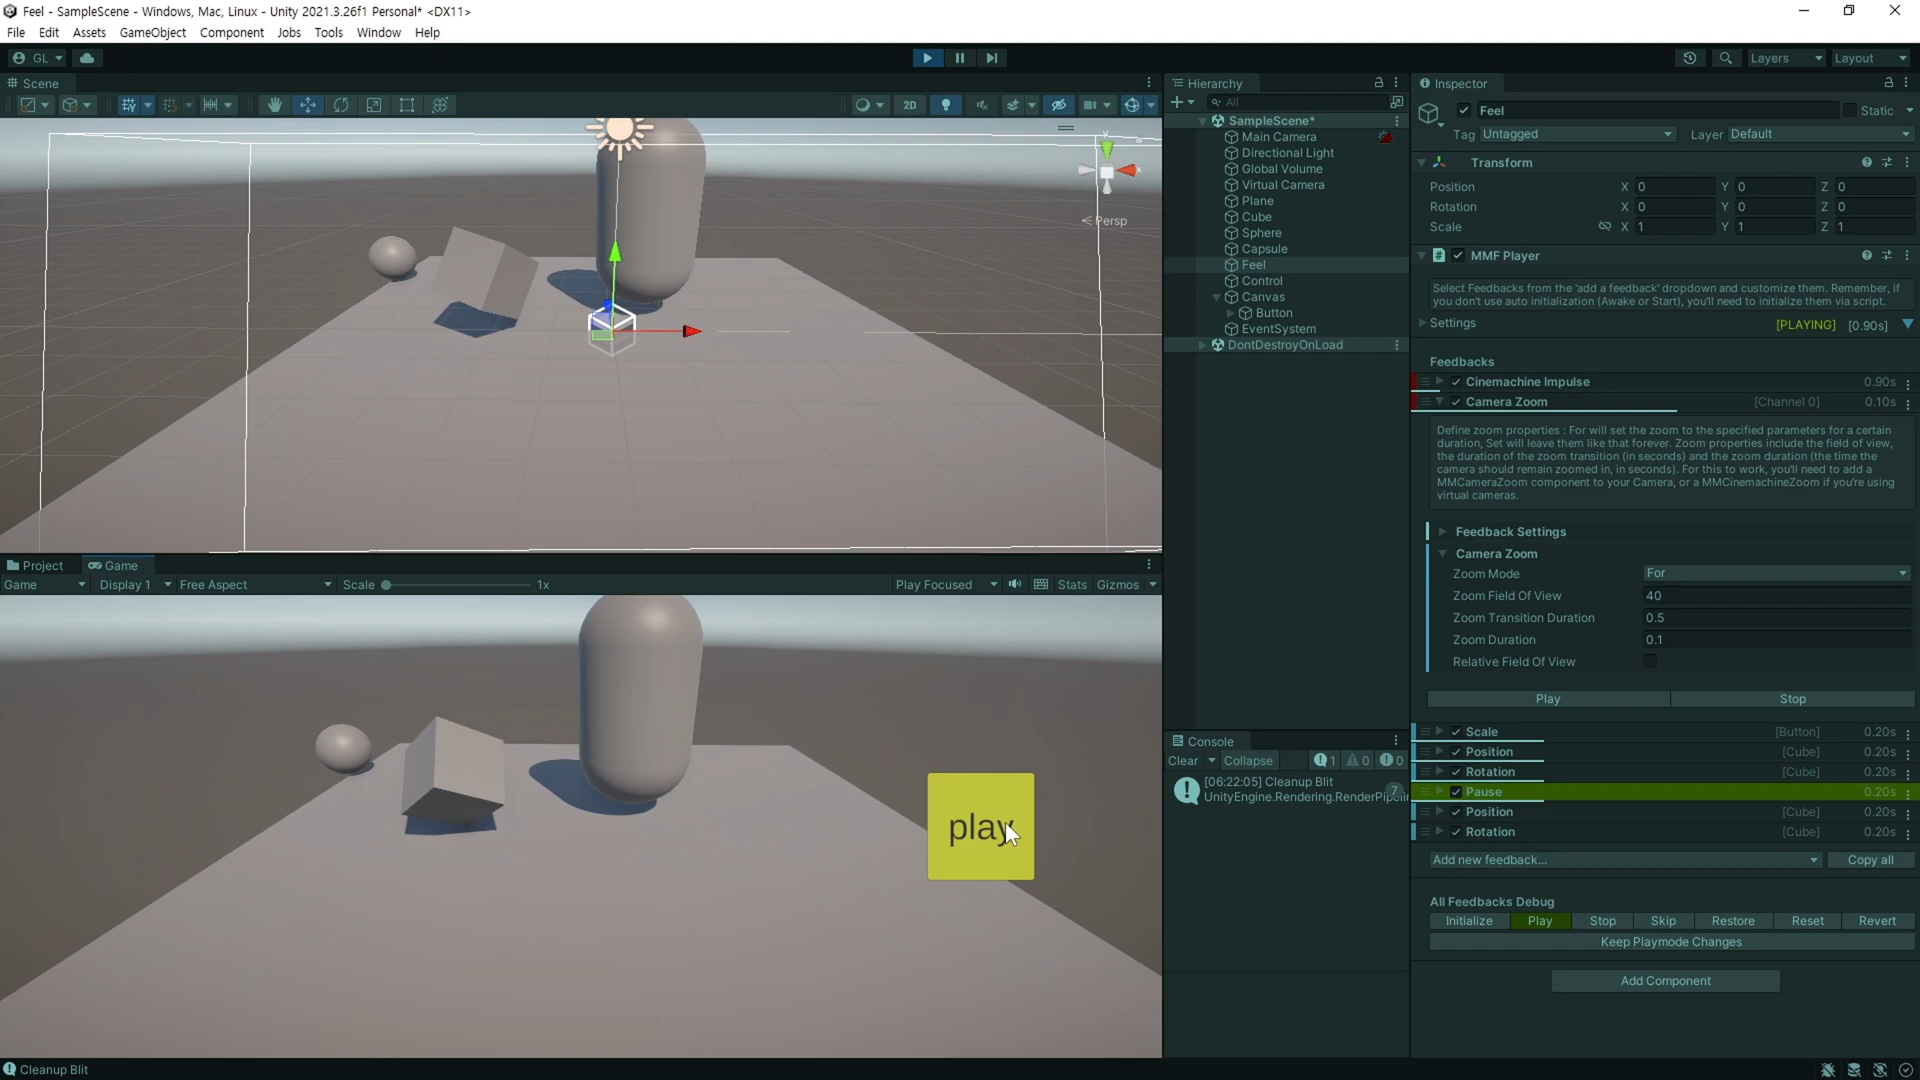 Feel - SampleScene - Windows, Mac, Linux - Unity 2021.3.26f1 Personal* <DX11>
File Edit Assets GameObject Component Jobs Tools Window Help
GL Layers Layout
Scene
2D
y
x
Persp
Project Game
Game Display 1 Free Aspect Scale 1x Play Focused Stats Gizmos
play
Hierarchy
All
SampleScene*
Main Camera
Directional Light
Global Volume
Virtual Camera
Plane
Cube
Sphere
Capsule
Feel
Control
Canvas
Button
EventSystem
DontDestroyOnLoad
Console
Clear Collapse 1 0 0
[06:22:05] Cleanup Blit
UnityEngine.Rendering.RenderPipelin
7
Inspector
Feel Static
Tag Untagged Layer Default
Transform
Position X 0 Y 0 Z 0
Rotation X 0 Y 0 Z 0
Scale X 1 Y 1 Z 1
MMF Player
Select Feedbacks from the 'add a feedback' dropdown and customize them. Remember, if
you don't use auto initialization (Awake or Start), you'll need to initialize them via script.
Settings [PLAYING] [0.90s]
Feedbacks
Cinemachine Impulse 0.90s
Camera Zoom [Channel 0] 0.10s
Define zoom properties : For will set the zoom to the specified parameters for a certain
duration, Set will leave them like that forever. Zoom properties include the field of view,
the duration of the zoom transition (in seconds) and the zoom duration (the time the
camera should remain zoomed in, in seconds). For this to work, you'll need to add a
MMCameraZoom component to your Camera, or a MMCinemachineZoom if you're using
virtual cameras.
Feedback Settings
Camera Zoom
Zoom Mode For
Zoom Field Of View 40
Zoom Transition Duration 0.5
Zoom Duration 0.1
Relative Field Of View
Play Stop
Scale [Button] 0.20s
Position [Cube] 0.20s
Rotation [Cube] 0.20s
Pause 0.20s
Position [Cube] 0.20s
Rotation [Cube] 0.20s
Add new feedback... Copy all
All Feedbacks Debug
Initialize Play Stop Skip Restore Reset Revert
Keep Playmode Changes
Add Component
Cleanup Blit